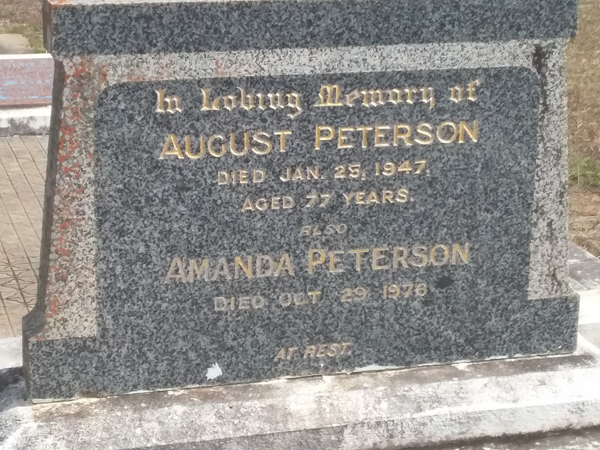 In Loving Memory of
AUGUST PETERSON
DIED JAN. 25, 1947.
AGED 77 YEARS.
ALSO
AMANDA PETERSON
DIED OCT 29 1978
AT REST.